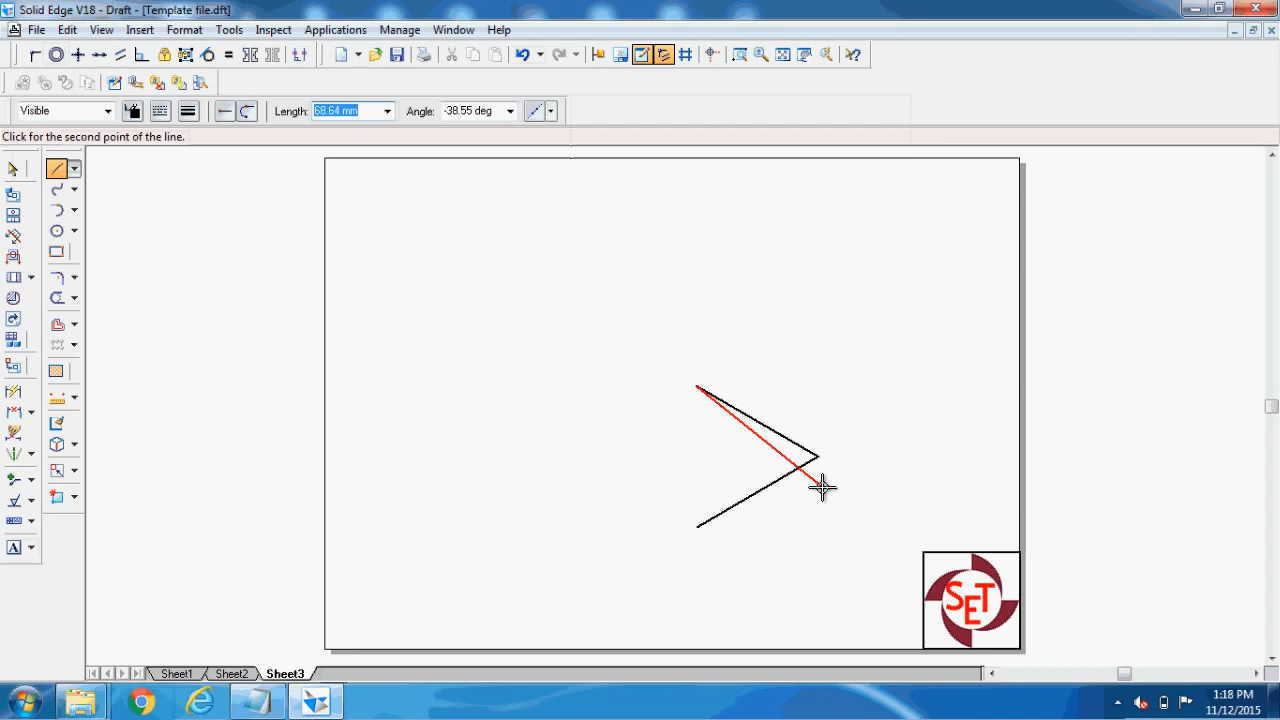 Solid Edge V18 - Draft - [Template file.dft]
File Edit View Insert Format Tools Inspect Applications Manage Window Help
Visible Length: 68.64 mm Angle: -38.55 deg
Click for the second point of the line.
SET
Sheet1 Sheet2 Sheet3
1:18 PM
11/12/2015